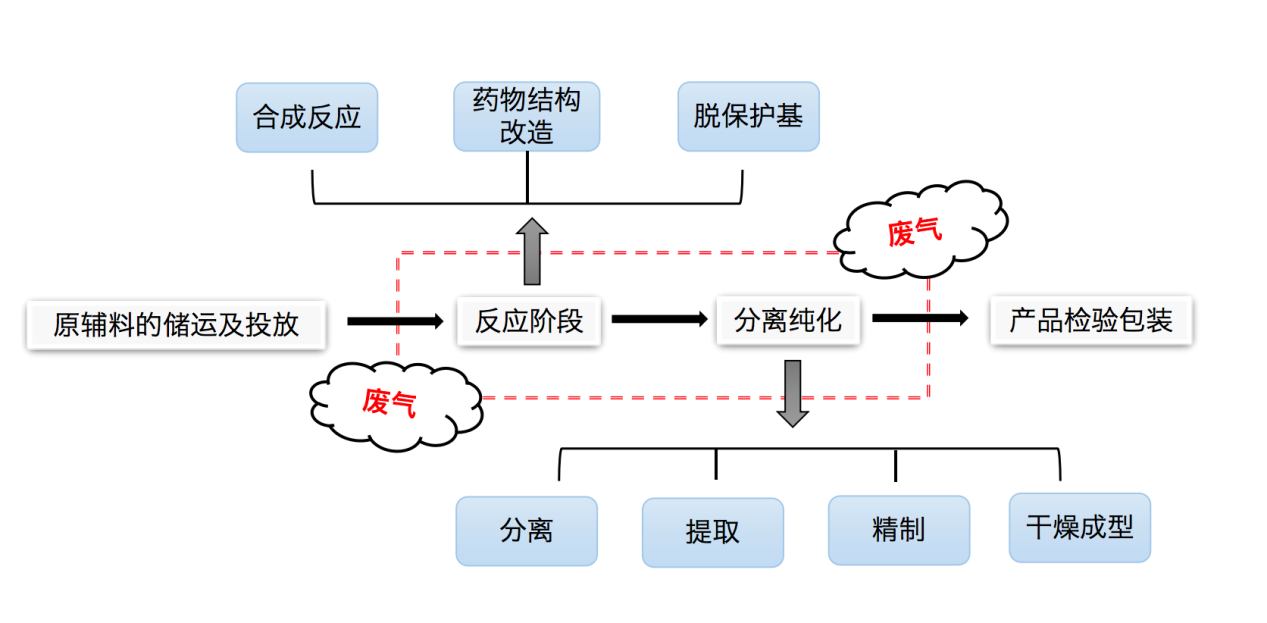 合成反应
药物结构
改造
脱保护基
废气
原辅料的储运及投放
反应阶段
分离纯化
产品检验包装
废气
分离
提取
精制
干燥成型